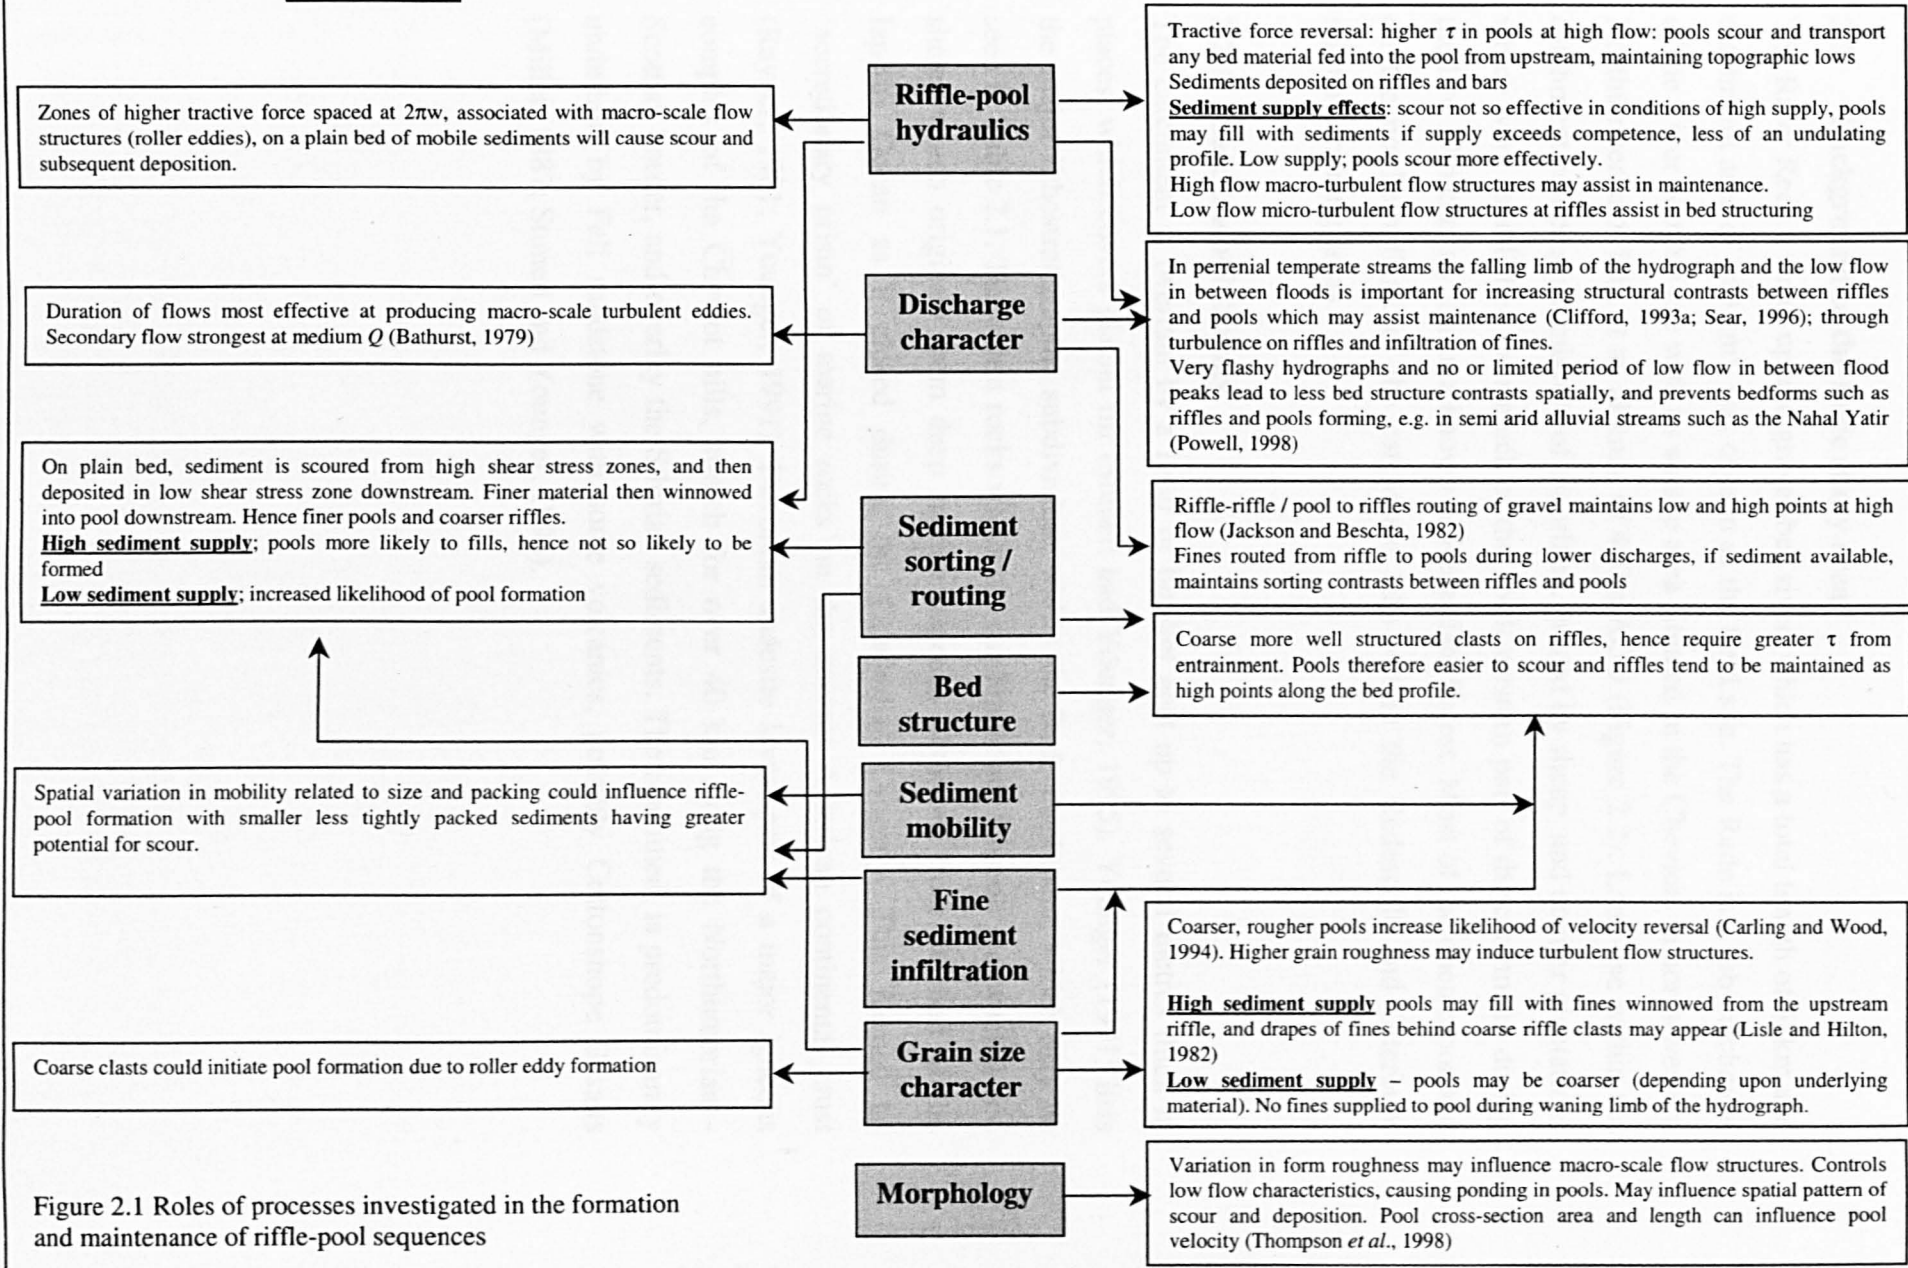 Zones of higher tractive force spaced at 2πw, associated with macro-scale flow
structures (roller eddies), on a plain bed of mobile sediments will cause scour and
subsequent deposition.
Duration of flows most effective at producing macro-scale turbulent eddies.
Secondary flow strongest at medium Q (Bathurst, 1979)
On plain bed, sediment is scoured from high shear stress zones, and then
deposited in low shear stress zone downstream. Finer material then winnowed
into pool downstream. Hence finer pools and coarser riffles.
High sediment supply; pools more likely to fills, hence not so likely to be
formed
Low sediment supply; increased likelihood of pool formation
Spatial variation in mobility related to size and packing could influence riffle-
pool formation with smaller less tightly packed sediments having greater
potential for scour.
Coarse clasts could initiate pool formation due to roller eddy formation
Riffle-pool
hydraulics
Discharge
character
Sediment
sorting /
routing
Bed
structure
Sediment
mobility
Fine
sediment
infiltration
Grain size
character
Morphology
Tractive force reversal: higher τ in pools at high flow: pools scour and transport
any bed material fed into the pool from upstream, maintaining topographic lows
Sediments deposited on riffles and bars
Sediment supply effects: scour not so effective in conditions of high supply, pools
may fill with sediments if supply exceeds competence, less of an undulating
profile. Low supply; pools scour more effectively.
High flow macro-turbulent flow structures may assist in maintenance.
Low flow micro-turbulent flow structures at riffles assist in bed structuring
In perrenial temperate streams the falling limb of the hydrograph and the low flow
in between floods is important for increasing structural contrasts between riffles
and pools which may assist maintenance (Clifford, 1993a; Sear, 1996); through
turbulence on riffles and infiltration of fines.
Very flashy hydrographs and no or limited period of low flow in between flood
peaks lead to less bed structure contrasts spatially, and prevents bedforms such as
riffles and pools forming, e.g. in semi arid alluvial streams such as the Nahal Yatir
(Powell, 1998)
Riffle-riffle / pool to riffles routing of gravel maintains low and high points at high
flow (Jackson and Beschta, 1982)
Fines routed from riffle to pools during lower discharges, if sediment available,
maintains sorting contrasts between riffles and pools
Coarse more well structured clasts on riffles, hence require greater τ from
entrainment. Pools therefore easier to scour and riffles tend to be maintained as
high points along the bed profile.
Coarser, rougher pools increase likelihood of velocity reversal (Carling and Wood,
1994). Higher grain roughness may induce turbulent flow structures.
High sediment supply pools may fill with fines winnowed from the upstream
riffle, and drapes of fines behind coarse riffle clasts may appear (Lisle and Hilton,
1982)
Low sediment supply – pools may be coarser (depending upon underlying
material). No fines supplied to pool during waning limb of the hydrograph.
Variation in form roughness may influence macro-scale flow structures. Controls
low flow characteristics, causing ponding in pools. May influence spatial pattern of
scour and deposition. Pool cross-section area and length can influence pool
velocity (Thompson et al., 1998)
Figure 2.1 Roles of processes investigated in the formation
and maintenance of riffle-pool sequences